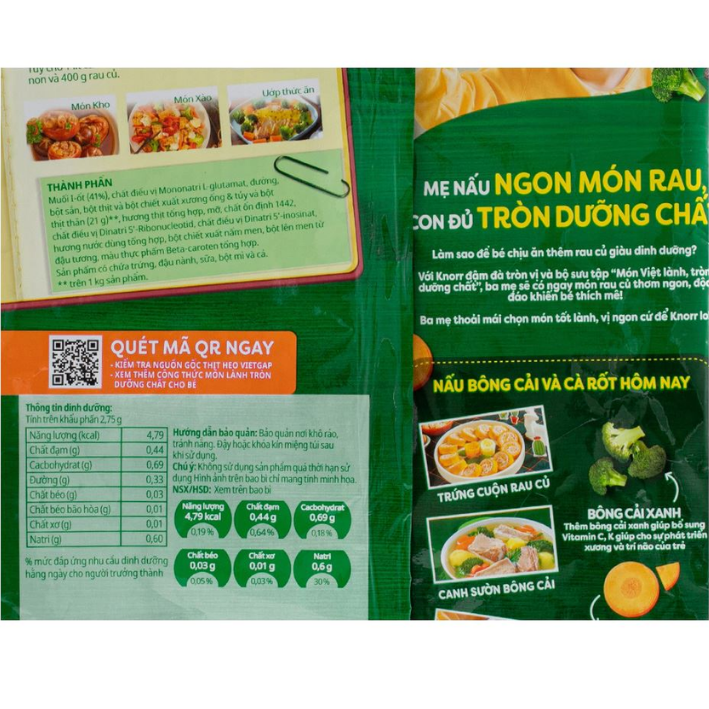 non và 400 g rau củ.
Món Kho
Món Xào
Ướp thức ăn
THÀNH PHẦN
Muối I-ốt (41%), chất điều vị Mononatri L-glutamat, đường,
bột sắn, bột thịt và bột chiết xuất xương ống & tủy và bột
thịt thăn (21 g)**, hương thịt tổng hợp, mỡ, chất ổn định 1442,
chất điều vị Dinatri 5'-Ribonucleotid, chất điều vị Dinatri 5'-inosinat,
hương nước dùng tổng hợp, bột chiết xuất nấm men, bột lên men từ
đậu tương, màu thực phẩm Beta-caroten tổng hợp.
Sản phẩm có chứa trứng, đậu nành, sữa, bột mì và cá.
** trên 1 kg sản phẩm.
QUÉT MÃ QR NGAY
- KIỂM TRA NGUỒN GỐC THỊT HEO VIETGAP
- XEM THÊM CÔNG THỨC MÓN LÀNH TRÒN
DƯỠNG CHẤT CHO BÉ
Thông tin dinh dưỡng:
Tính trên khẩu phần 2,75 g
Năng lượng (kcal) 4,79
Chất đạm (g) 0,44
Cacbohydrat (g) 0,69
Đường (g) 0,33
Chất béo (g) 0,03
Chất béo bão hòa (g) 0,01
Chất xơ (g) 0,01
Natri (g) 0,60
% mức đáp ứng nhu cầu dinh dưỡng
hàng ngày cho người trưởng thành
Hướng dẫn bảo quản: Bảo quản nơi khô ráo,
tránh nắng. Đậy hoặc khóa kín miệng túi sau
khi sử dụng.
Chú ý: Không sử dụng sản phẩm quá thời hạn sử
dụng Hình ảnh trên bao bì chỉ mang tính minh họa.
NSX/HSD: Xem trên bao bì
Năng lượng Chất đạm Cacbohydrat
4,79 kcal 0,44 g 0,69 g
0,19 % 0,64 % 0,18 %
Chất béo Chất xơ Natri
0,03 g 0,01 g 0,6 g
0,05 % 0,03 % 30 %
MẸ NẤU NGON MÓN RAU,
CON ĐỦ TRÒN DƯỠNG CHẤ
Làm sao để bé chịu ăn thêm rau củ giàu dinh dưỡng?
Với Knorr đậm đà tròn vị và bộ sưu tập "Món Việt lành, tròn
dưỡng chất", ba mẹ sẽ có ngay món rau củ thơm ngon, độc
đáo khiến bé thích mê!
Ba mẹ thoải mái chọn món tốt lành, vị ngon cứ để Knorr lo
NẤU BÔNG CẢI VÀ CÀ RỐT HÔM NAY
TRỨNG CUỘN RAU CỦ
BÔNG CẢI XANH
Thêm bông cải xanh giúp bổ sung
Vitamin C, K giúp cho sự phát triển
xương và trí não của trẻ
CANH SƯỜN BÔNG CẢI